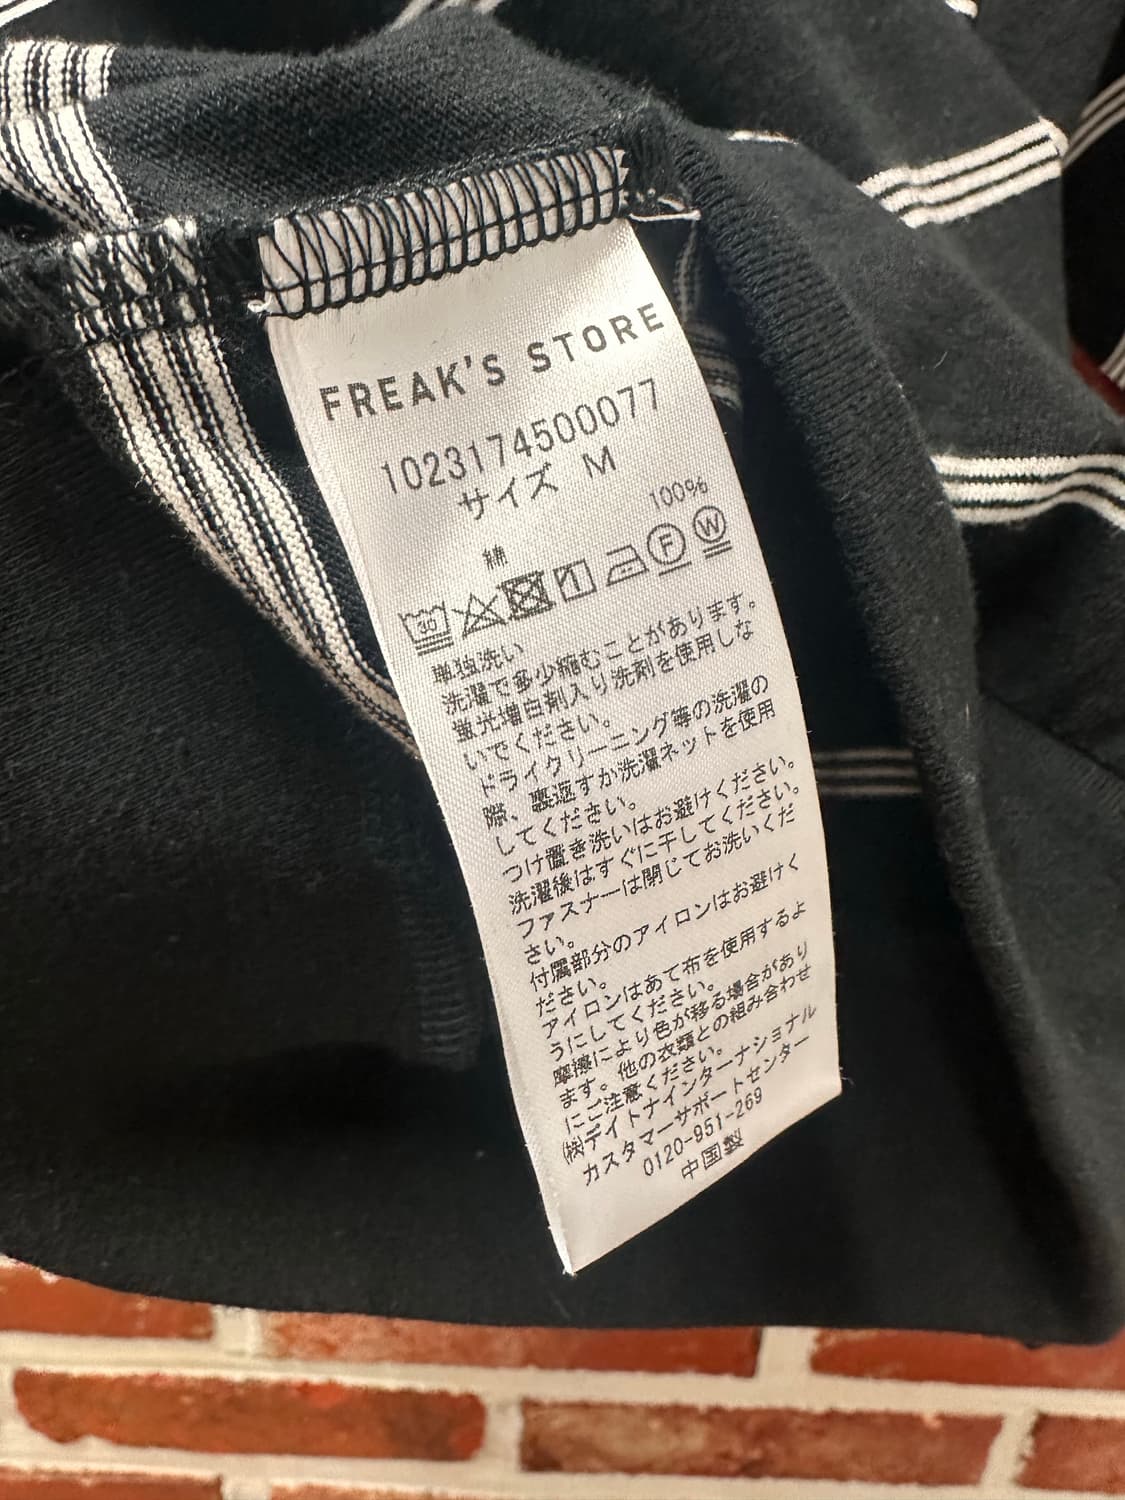 FREAK'S STORE
1023174500077
サイズ M
綿 100%
30 F W
単独洗い
洗濯で多少縮むことがあります。
蛍光増白剤入り洗剤を使用しな
いでください。
ドライクリーニング等の洗濯の
際、裏返すか洗濯ネットを使用
してください。
つけ置き洗いはお避けください。
洗濯後はすぐに干してください。
ファスナーは閉じてお洗いくだ
さい。
付属部分のアイロンはお避けく
ださい。
アイロンはあて布を使用するよ
うにしてください。
摩擦により色が移る場合があり
ます。他の衣類との組み合わせ
にご注意ください。
㈱デイトナインターナショナル
カスタマーサポートセンター
0120-951-269
中国製